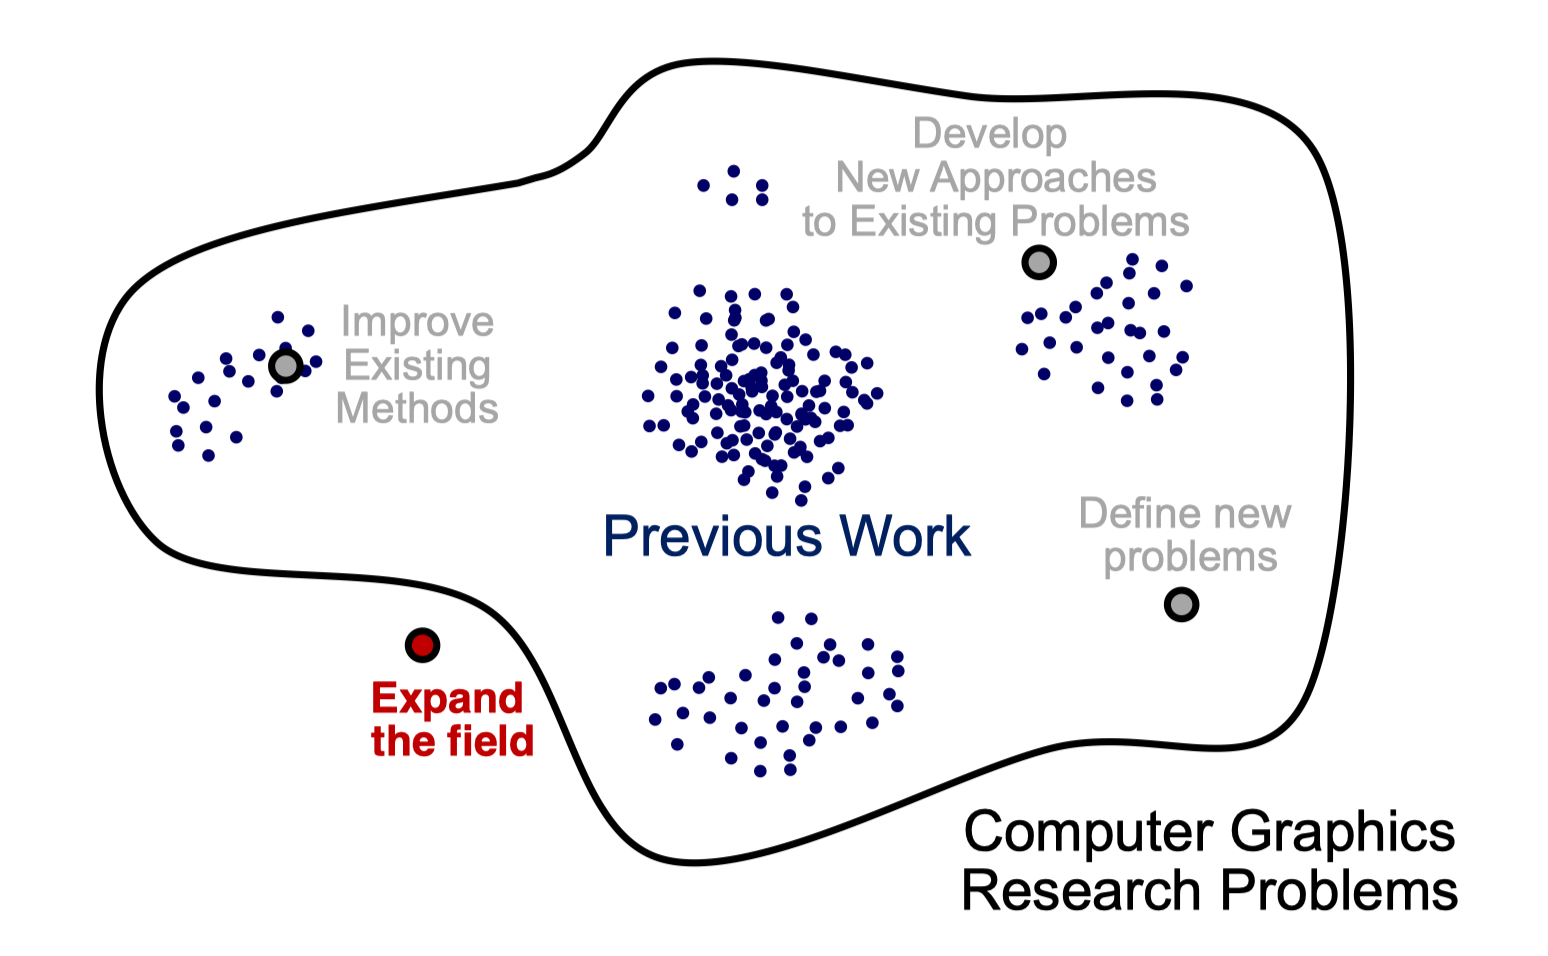 Develop
New Approaches
to Existing Problems
Improve
Existing
Methods
Previous Work
Define new
problems
Expand
the field
Computer Graphics
Research Problems